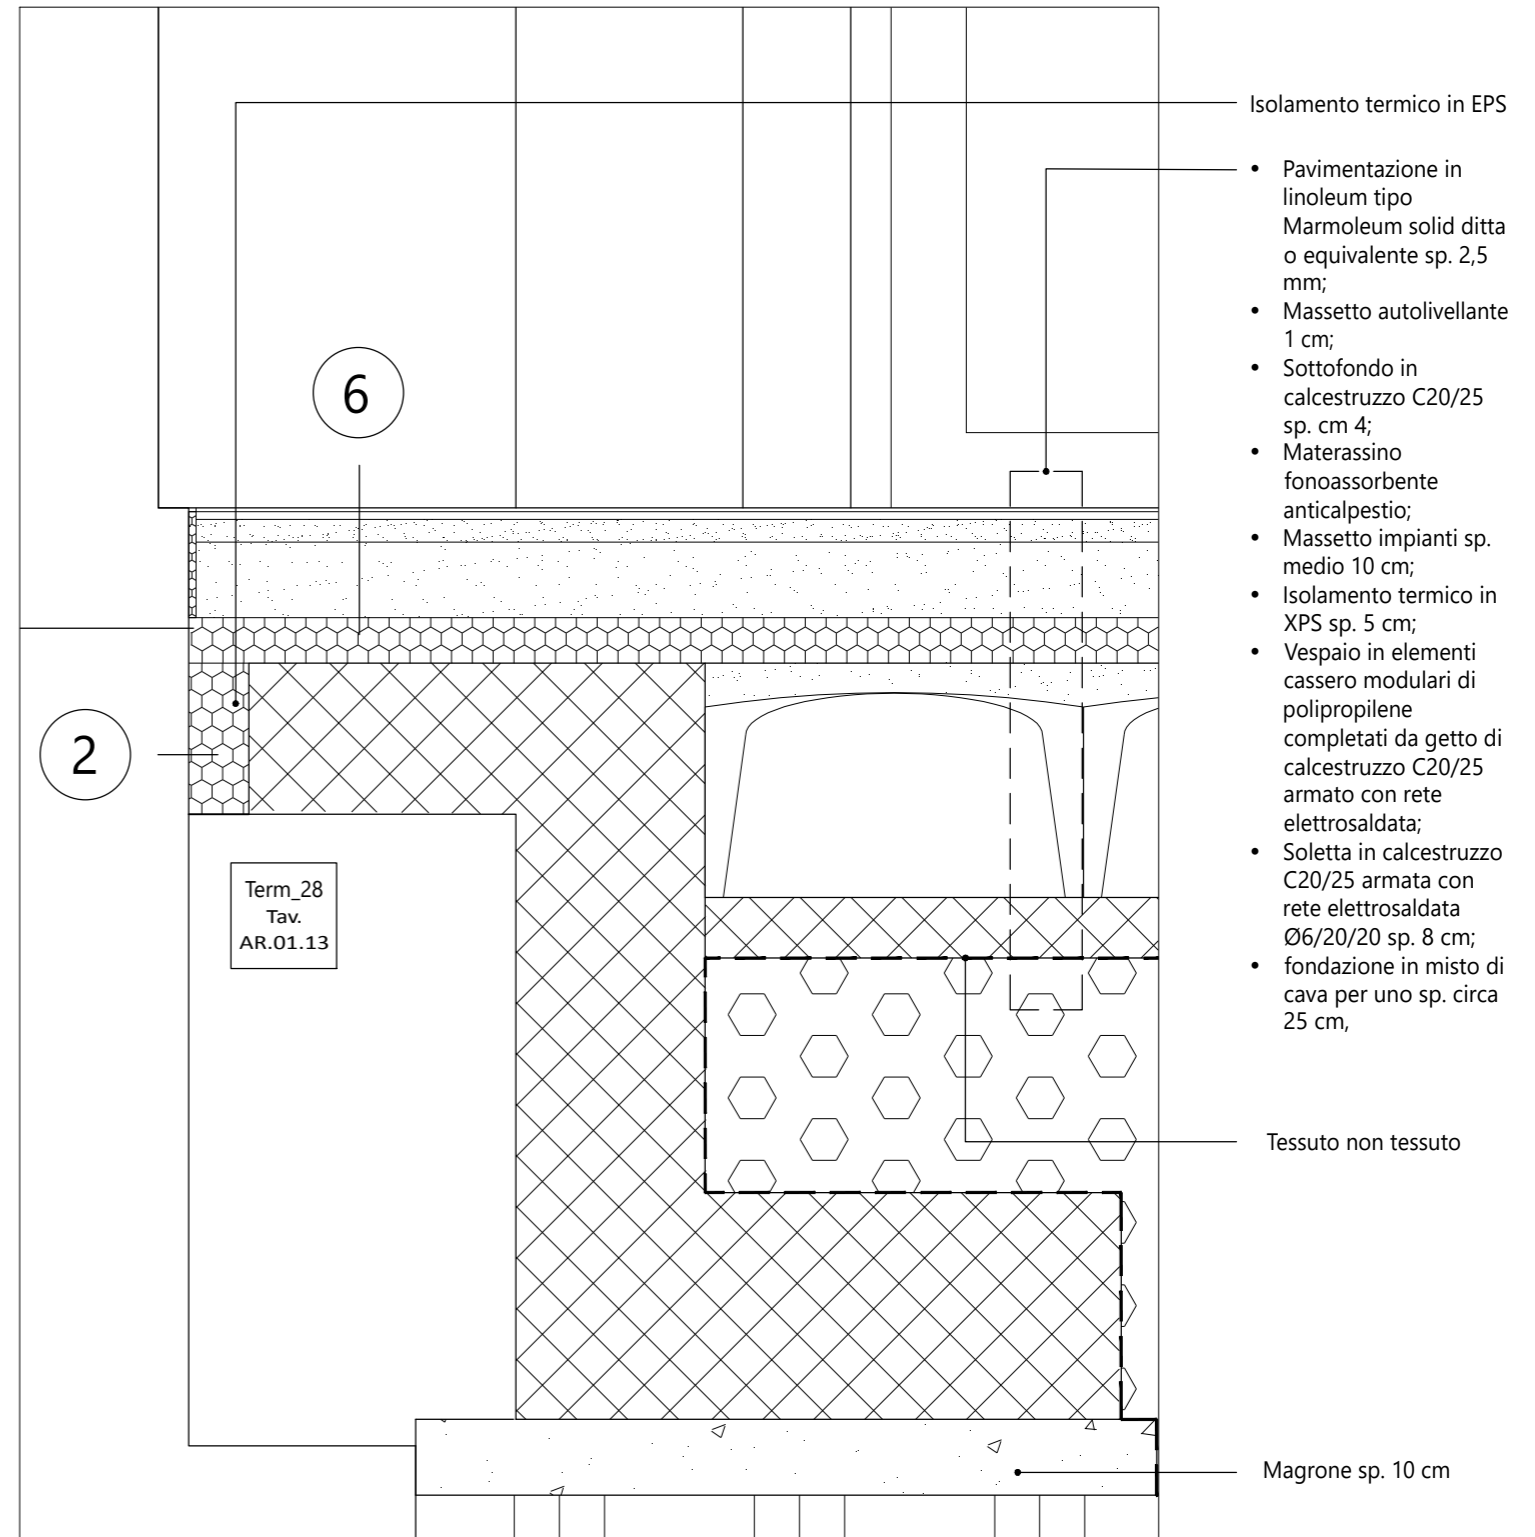 Isolamento termico in EPS
• Pavimentazione in
linoleum tipo
Marmoleum solid ditta
o equivalente sp. 2,5
mm;
• Massetto autolivellante
1 cm;
• Sottofondo in
calcestruzzo C20/25
sp. cm 4;
• Materassino
fonoassorbente
anticalpestio;
• Massetto impianti sp.
medio 10 cm;
• Isolamento termico in
XPS sp. 5 cm;
• Vespaio in elementi
cassero modulari di
polipropilene
completati da getto di
calcestruzzo C20/25
armato con rete
elettrosaldata;
• Soletta in calcestruzzo
C20/25 armata con
rete elettrosaldata
Ø6/20/20 sp. 8 cm;
• fondazione in misto di
cava per uno sp. circa
25 cm,
Tessuto non tessuto
Magrone sp. 10 cm
6
2
Term_28
Tav.
AR.01.13